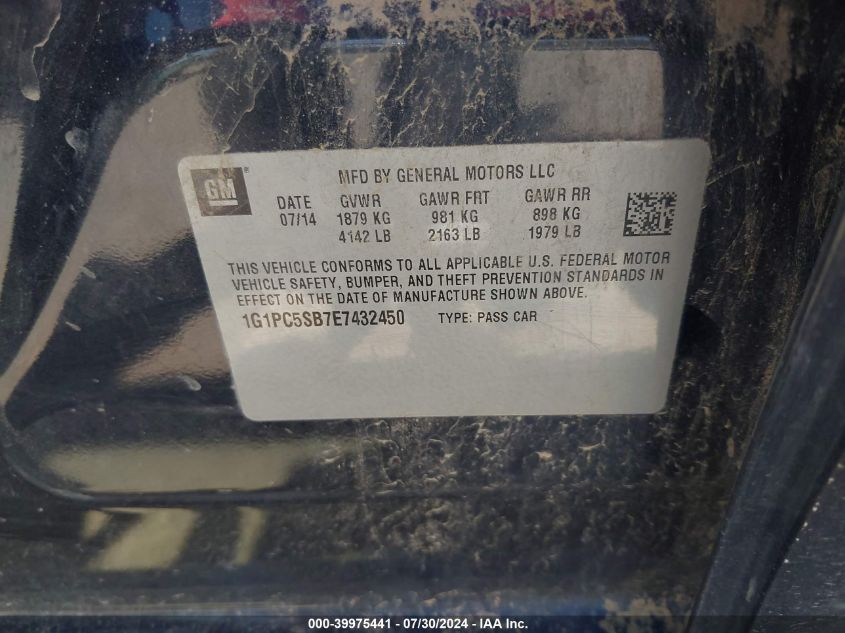 GM ®
MFD BY GENERAL MOTORS LLC
DATE GVWR GAWR FRT GAWR RR
07/14 1879 KG 981 KG 898 KG
4142 LB 2163 LB 1979 LB
THIS VEHICLE CONFORMS TO ALL APPLICABLE U.S. FEDERAL MOTOR
VEHICLE SAFETY, BUMPER, AND THEFT PREVENTION STANDARDS IN
EFFECT ON THE DATE OF MANUFACTURE SHOWN ABOVE.
1G1PC5SB7E7432450 TYPE: PASS CAR
000-39975441 - 07/30/2024 - IAA Inc.